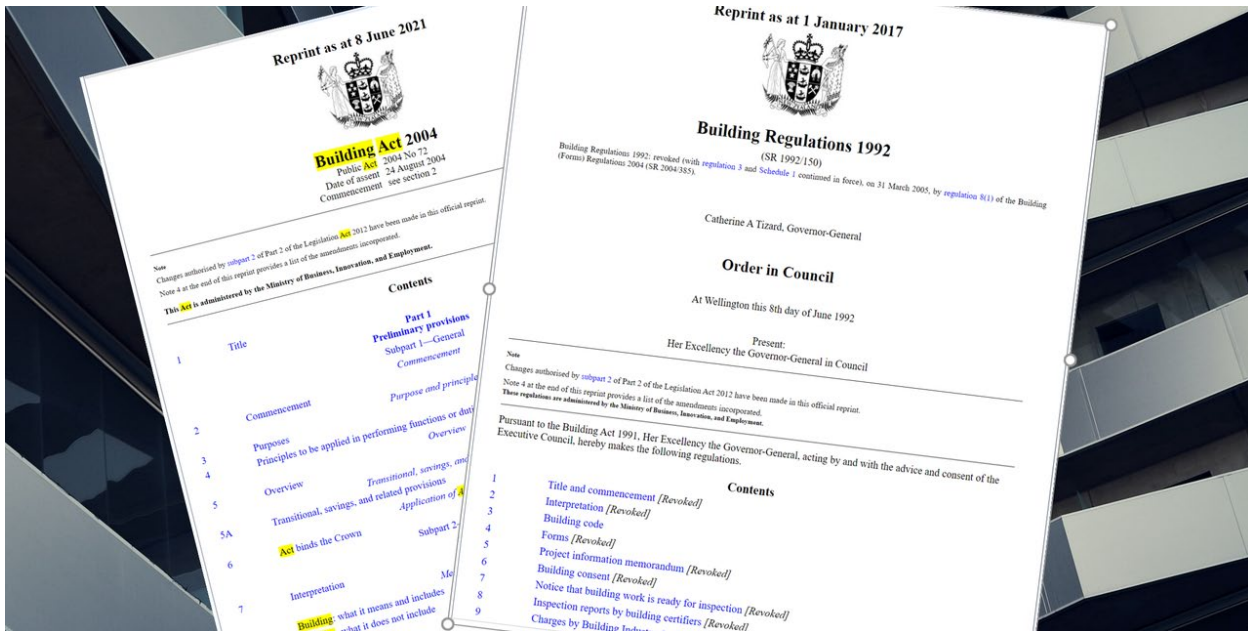 Reprint as at 8 June 2021
Building Act 2004
Public Act 2004 No 72
Date of assent 24 August 2004
Commencement see section 2
Note
Changes authorised by subpart 2 of Part 2 of the Legislation Act 2012 have been made in this official reprint.
Note 4 at the end of this reprint provides a list of the amendments incorporated.
This Act is administered by the Ministry of Business, Innovation, and Employment.
Contents
Part 1
Preliminary provisions
Subpart 1—General
1 Title
Commencement
2 Commencement
Purpose and principle
3 Purposes
4 Principles to be applied in performing functions or duti
Overview
5 Overview
Transitional, savings, and
5A Transitional, savings, and related provisions
Application of A
6 Act binds the Crown
Subpart 2
7 Interpretation
Me
Building: what it means and includes
what it does not include
Reprint as at 1 January 2017
Building Regulations 1992
(SR 1992/150)
Building Regulations 1992: revoked (with regulation 3 and Schedule 1 continued in force), on 31 March 2005, by regulation 8(1) of the Building
(Forms) Regulations 2004 (SR 2004/385).
Catherine A Tizard, Governor-General
Order in Council
At Wellington this 8th day of June 1992
Present:
Her Excellency the Governor-General in Council
Note
Changes authorised by subpart 2 of Part 2 of the Legislation Act 2012 have been made in this official reprint.
Note 4 at the end of this reprint provides a list of the amendments incorporated.
These regulations are administered by the Ministry of Business, Innovation, and Employment.
Pursuant to the Building Act 1991, Her Excellency the Governor-General, acting by and with the advice and consent of the
Executive Council, hereby makes the following regulations.
Contents
1 Title and commencement [Revoked]
2 Interpretation [Revoked]
3 Building code
4 Forms [Revoked]
5 Project information memorandum [Revoked]
6 Building consent [Revoked]
7 Notice that building work is ready for inspection [Revoked]
8 Inspection reports by building certifiers [Revoked]
9 Charges by Building